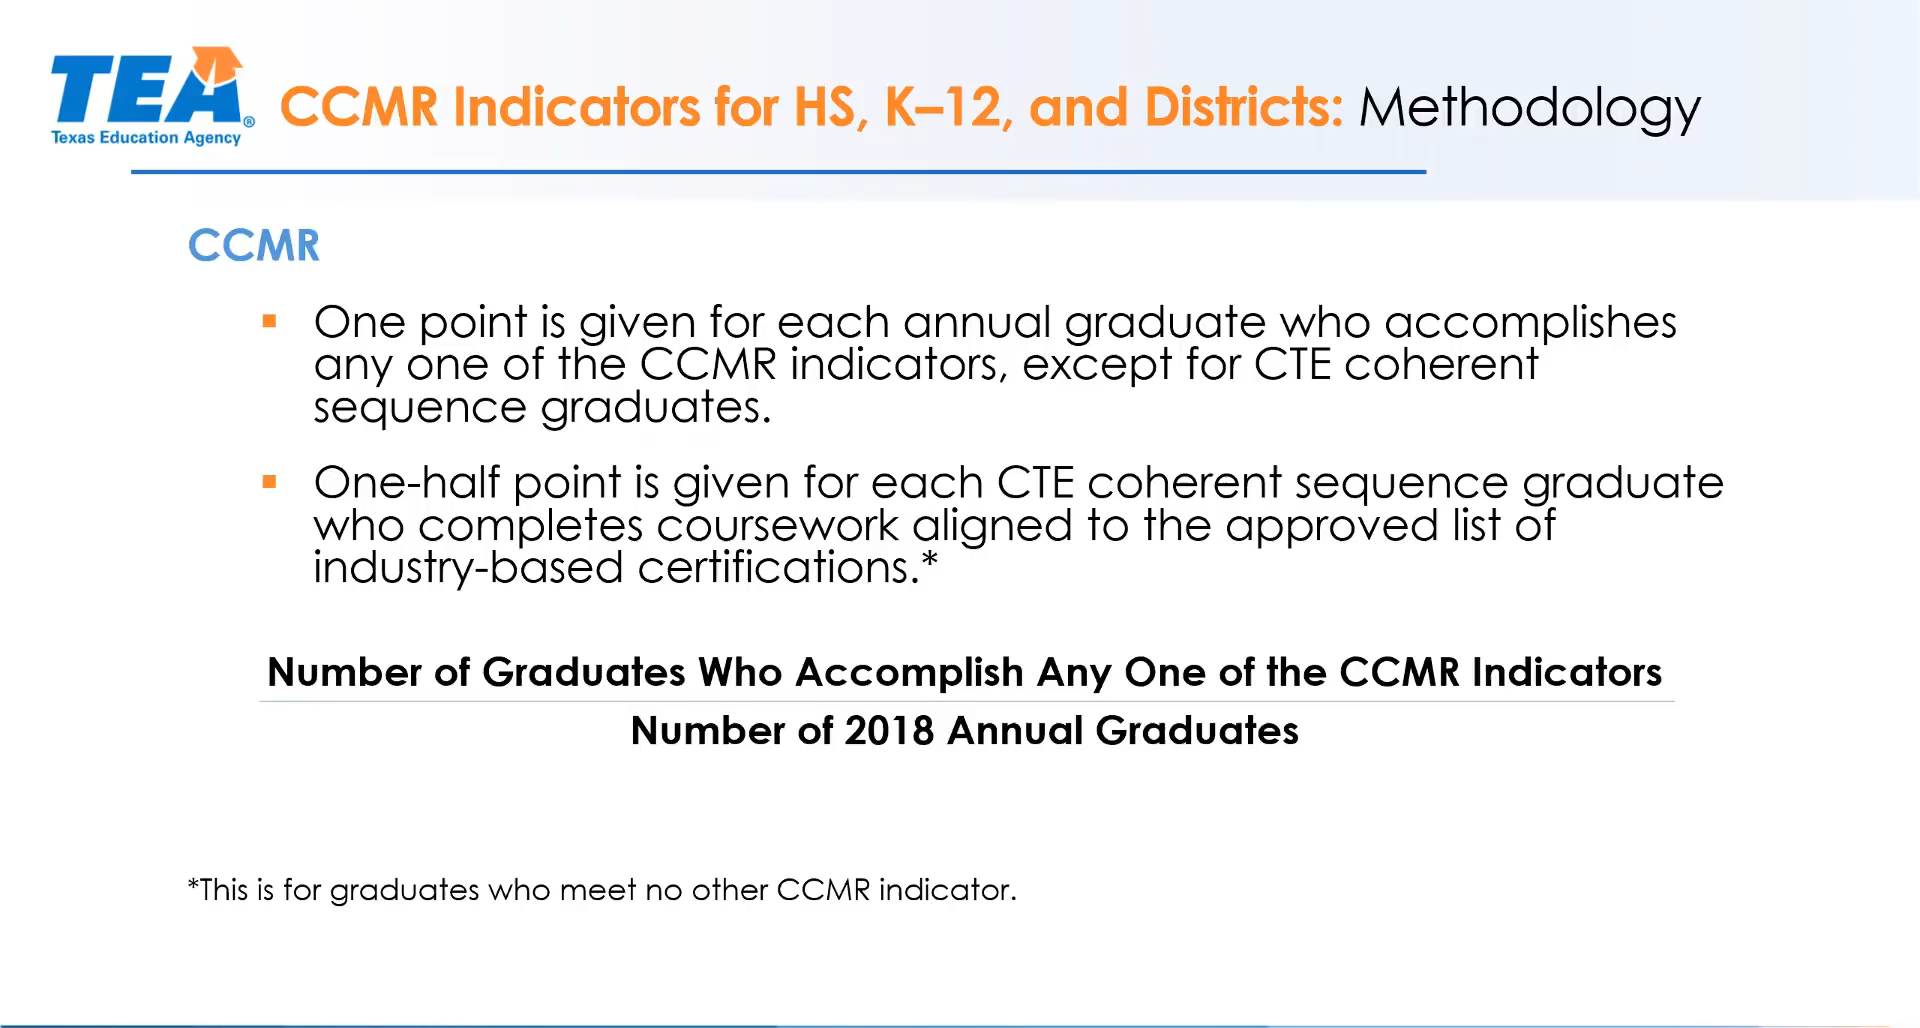 TEA®
Texas Education Agency
CCMR Indicators for HS, K–12, and Districts: Methodology
CCMR
▪ One point is given for each annual graduate who accomplishes
any one of the CCMR indicators, except for CTE coherent
sequence graduates.
▪ One-half point is given for each CTE coherent sequence graduate
who completes coursework aligned to the approved list of
industry-based certifications.*
Number of Graduates Who Accomplish Any One of the CCMR Indicators
Number of 2018 Annual Graduates
*This is for graduates who meet no other CCMR indicator.